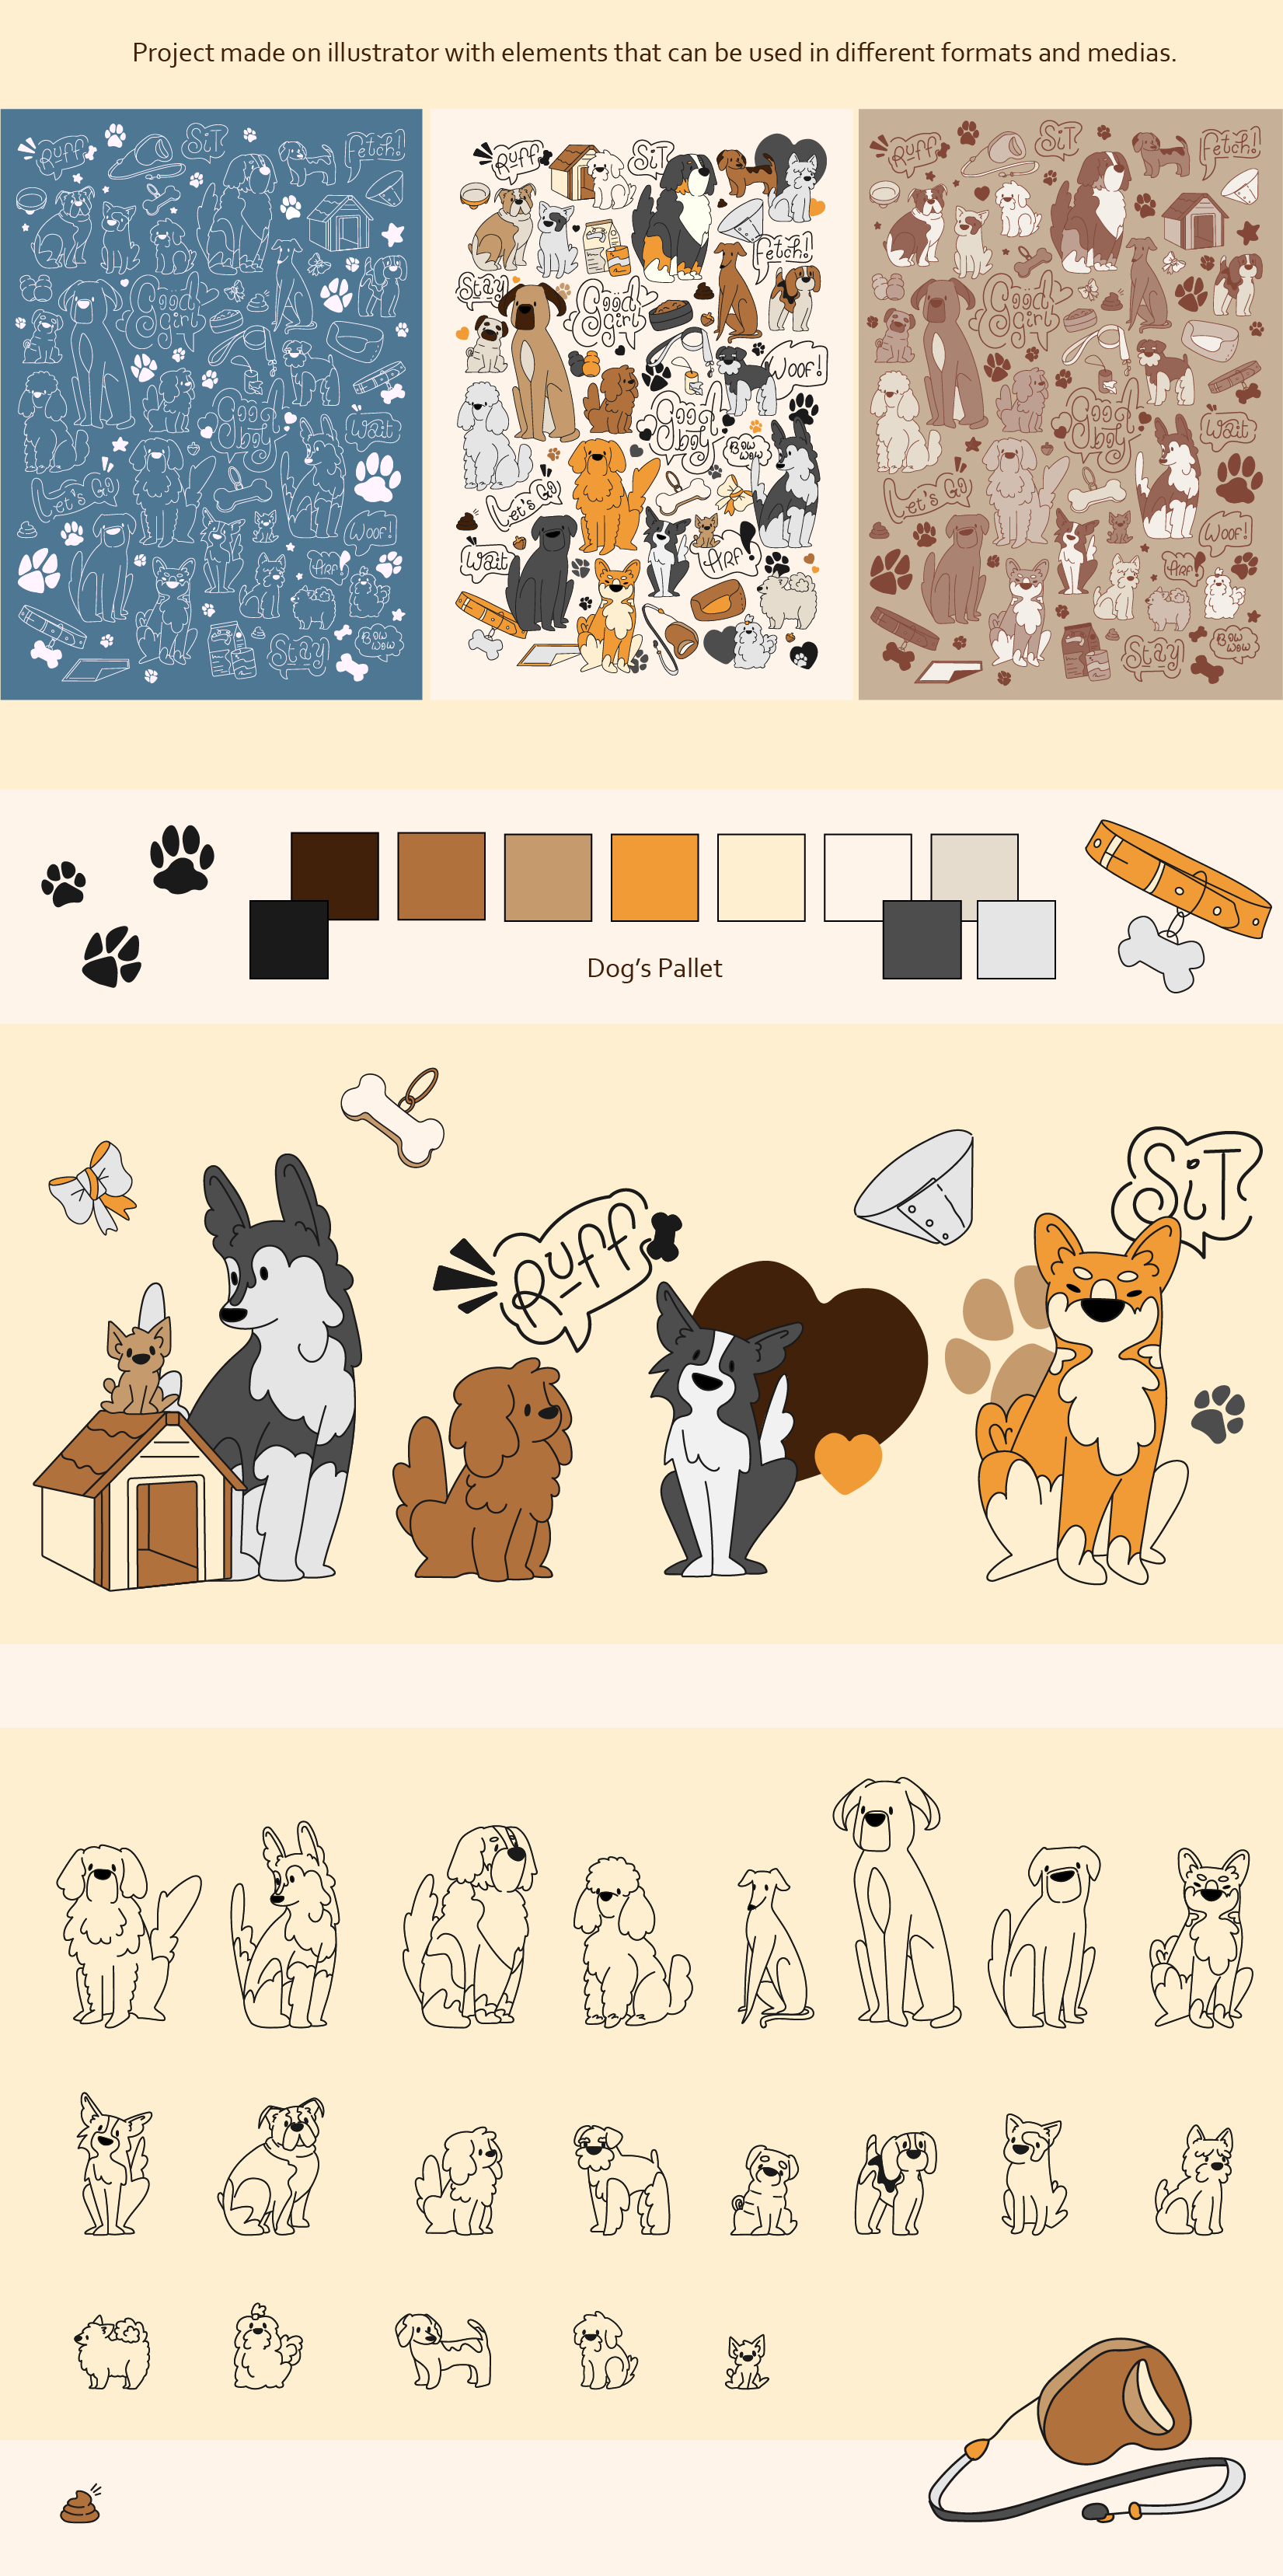 Project made on illustrator with elements that can be used in different formats and medias.
Ruff
SiT
Fetch!
Good
girl
Good
boy
Wait
Let's Go
Woof!
Arf!
Stay
Bow
wow
Ruff
SiT
Fetch!
Stay
Good
girl
Woof!
Good
boy
Bow
wow
Let's Go
Wait
Arf!
Ruff
SiT
Fetch!
Good
girl
Good
boy
Wait
Let's Go
Woof!
Arf!
Stay
Bow
wow
Dog's Pallet
Ruff
SiT